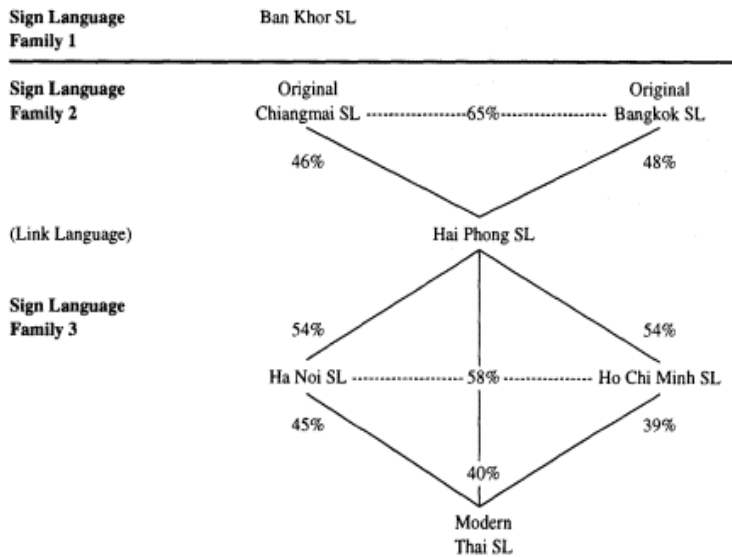 Sign Language Ban Khor SL
Family 1
Sign Language Original Original
Family 2 Chiangmai SL 65% Bangkok SL
46% 48%
(Link Language) Hai Phong SL
Sign Language
Family 3
54% 54%
Ha Noi SL 58% Ho Chi Minh SL
45% 39%
40%
Modern
Thai SL